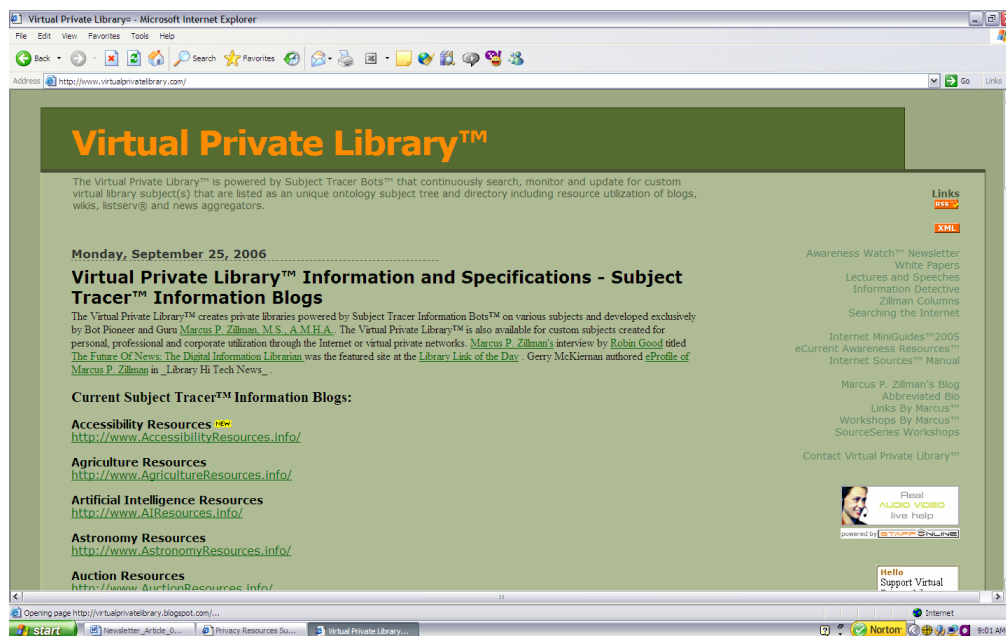 Virtual Private Library¤ - Microsoft Internet Explorer
File Edit View Favorites Tools Help
Back Search Favorites
Address http://www.virtualprivatelibrary.com/ Go Links
Virtual Private Library™
The Virtual Private Library™ is powered by Subject Tracer Bots™ that continuously search, monitor and update for custom
virtual library subject(s) that are listed as an unique ontology subject tree and directory including resource utilization of blogs,
wikis, listserv® and news aggregators.
Monday, September 25, 2006
Virtual Private Library™ Information and Specifications - Subject
Tracer™ Information Blogs
The Virtual Private Library™ creates private libraries powered by Subject Tracer Information Bots™ on various subjects and developed exclusively
by Bot Pioneer and Guru Marcus P. Zillman, M.S., A.M.H.A.. The Virtual Private Library™ is also available for custom subjects created for
personal, professional and corporate utilization through the Internet or virtual private networks. Marcus P. Zillman's interview by Robin Good titled
The Future Of News: The Digital Information Librarian was the featured site at the Library Link of the Day . Gerry McKiernan authored eProfile of
Marcus P. Zillman in _Library Hi Tech News_ .
Current Subject Tracer™ Information Blogs:
Accessibility Resources NEW
http://www.AccessibilityResources.info/
Agriculture Resources
http://www.AgricultureResources.info/
Artificial Intelligence Resources
http://www.AIResources.info/
Astronomy Resources
http://www.AstronomyResources.info/
Auction Resources
http://www.AuctionResources.info/
Links
RSS
XML
Awareness Watch™ Newsletter
White Papers
Lectures and Speeches
Information Detective
Zillman Columns
Searching the Internet
Internet MiniGuides™2005
eCurrent Awareness Resources™
Internet Sources™ Manual
Marcus P. Zillman's Blog
Abbreviated Bio
Links By Marcus™
Workshops By Marcus™
SourceSeries Workshops
Contact Virtual Private Library™
Real
AUDIO VIDEO
live help
powered by STAFF ONLINE
Hello
Support Virtual
Opening page http://virtualprivatelibrary.blogspot.com/... Internet
start Newsletter_Article_0... Privacy Resources Su... Virtual Private Library... Norton 9:01 AM